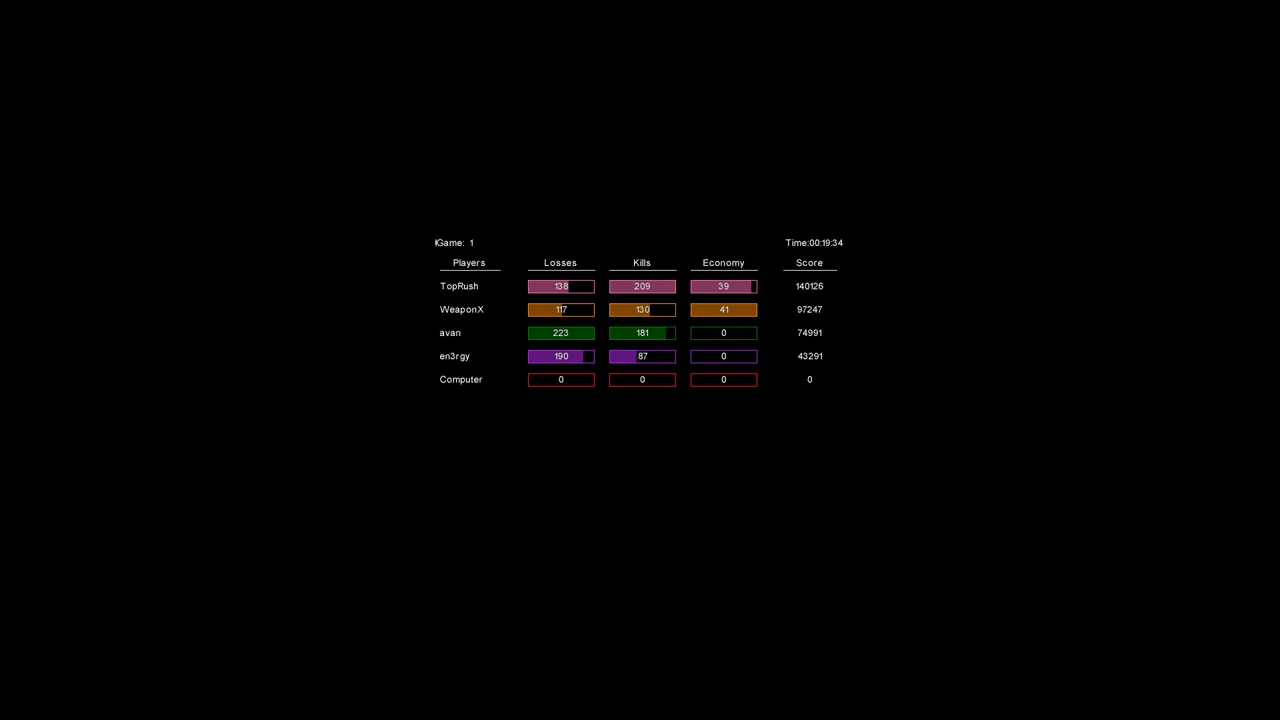 Game: 1 Time:00:19:34
Players Losses Kills Economy Score
TopRush 138 209 39 140126
WeaponX 117 130 41 97247
avan 223 181 0 74991
en3rgy 190 87 0 43291
Computer 0 0 0 0